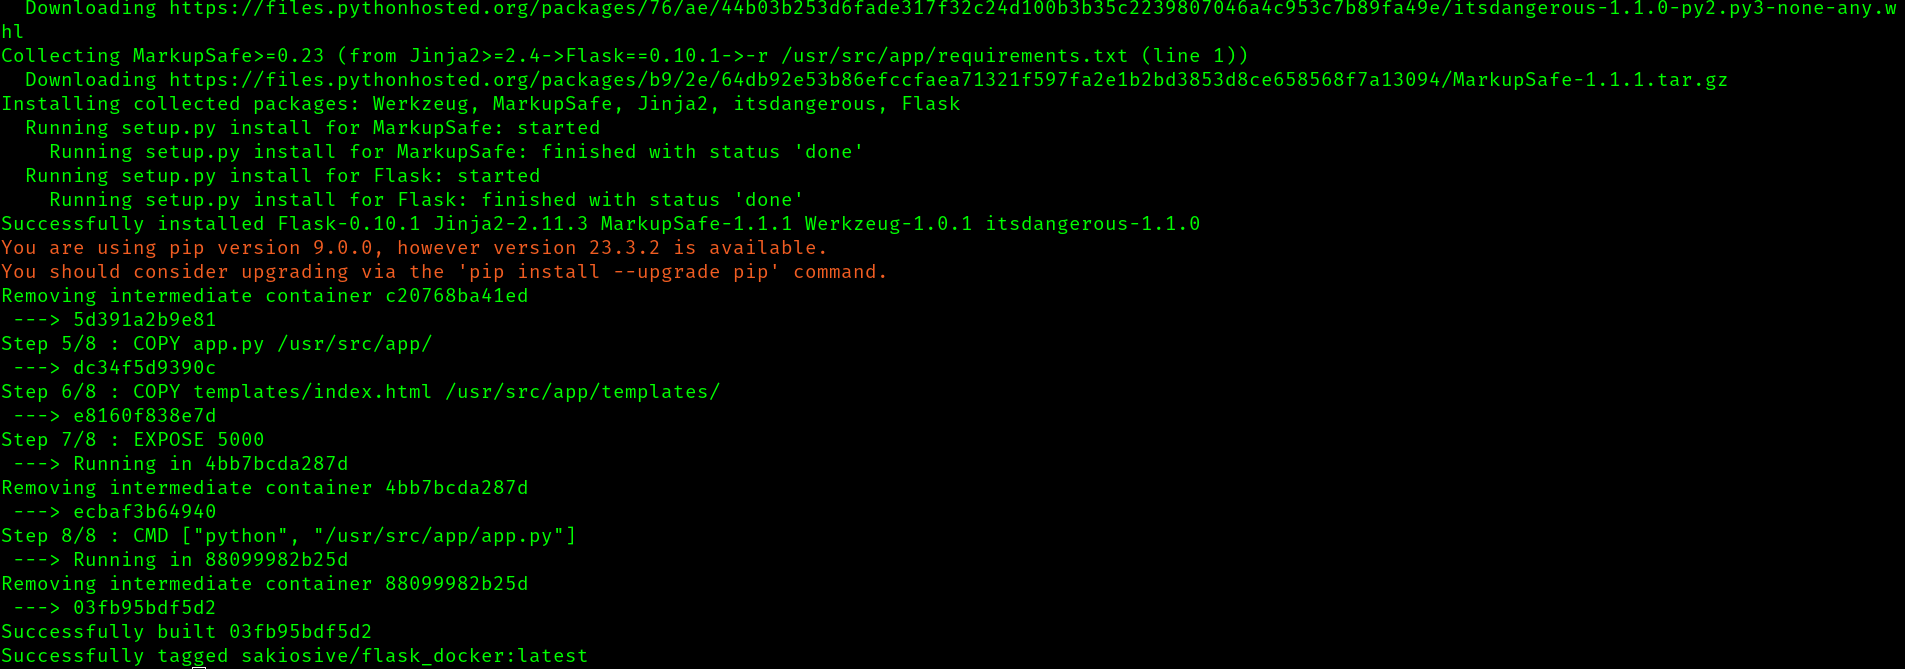 Downloading https://files.pythonhosted.org/packages/76/ae/44b03b253d6fade317f32c24d100b3b35c2239807046a4c953c7b89fa49e/itsdangerous-1.1.0-py2.py3-none-any.w
hl
Collecting MarkupSafe>=0.23 (from Jinja2>=2.4->Flask==0.10.1->-r /usr/src/app/requirements.txt (line 1))
  Downloading https://files.pythonhosted.org/packages/b9/2e/64db92e53b86efccfaea71321f597fa2e1b2bd3853d8ce658568f7a13094/MarkupSafe-1.1.1.tar.gz
Installing collected packages: Werkzeug, MarkupSafe, Jinja2, itsdangerous, Flask
  Running setup.py install for MarkupSafe: started
    Running setup.py install for MarkupSafe: finished with status 'done'
  Running setup.py install for Flask: started
    Running setup.py install for Flask: finished with status 'done'
Successfully installed Flask-0.10.1 Jinja2-2.11.3 MarkupSafe-1.1.1 Werkzeug-1.0.1 itsdangerous-1.1.0
You are using pip version 9.0.0, however version 23.3.2 is available.
You should consider upgrading via the 'pip install --upgrade pip' command.
Removing intermediate container c20768ba41ed
 ---> 5d391a2b9e81
Step 5/8 : COPY app.py /usr/src/app/
 ---> dc34f5d9390c
Step 6/8 : COPY templates/index.html /usr/src/app/templates/
 ---> e8160f838e7d
Step 7/8 : EXPOSE 5000
 ---> Running in 4bb7bcda287d
Removing intermediate container 4bb7bcda287d
 ---> ecbaf3b64940
Step 8/8 : CMD ["python", "/usr/src/app/app.py"]
 ---> Running in 88099982b25d
Removing intermediate container 88099982b25d
 ---> 03fb95bdf5d2
Successfully built 03fb95bdf5d2
Successfully tagged sakiosive/flask_docker:latest